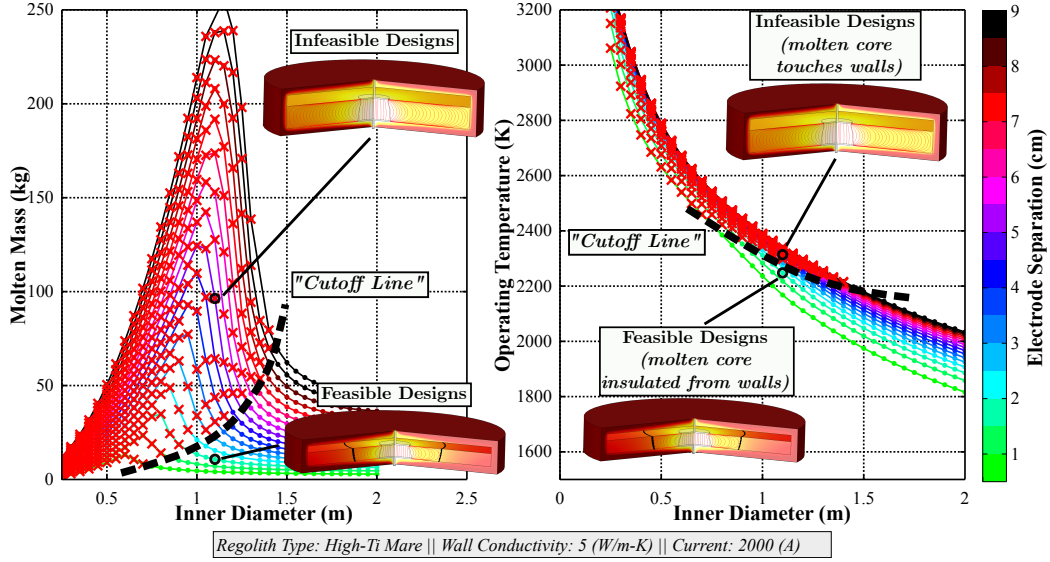 250
200
150
100
50
0
Molten Mass (kg)
0.5
1
1.5
2
2.5
Inner Diameter (m)
Infeasible Designs
"Cutoff Line"
Feasible Designs
3200
3000
2800
2600
2400
2200
2000
1800
1600
Operating Temperature (K)
0
0.5
1
1.5
2
Inner Diameter (m)
Infeasible Designs
(molten core
touches walls)
"Cutoff Line"
Feasible Designs
(molten core
insulated from walls)
9
8
7
6
5
4
3
2
1
Electrode Separation (cm)
Regolith Type: High-Ti Mare || Wall Conductivity: 5 (W/m-K) || Current: 2000 (A)